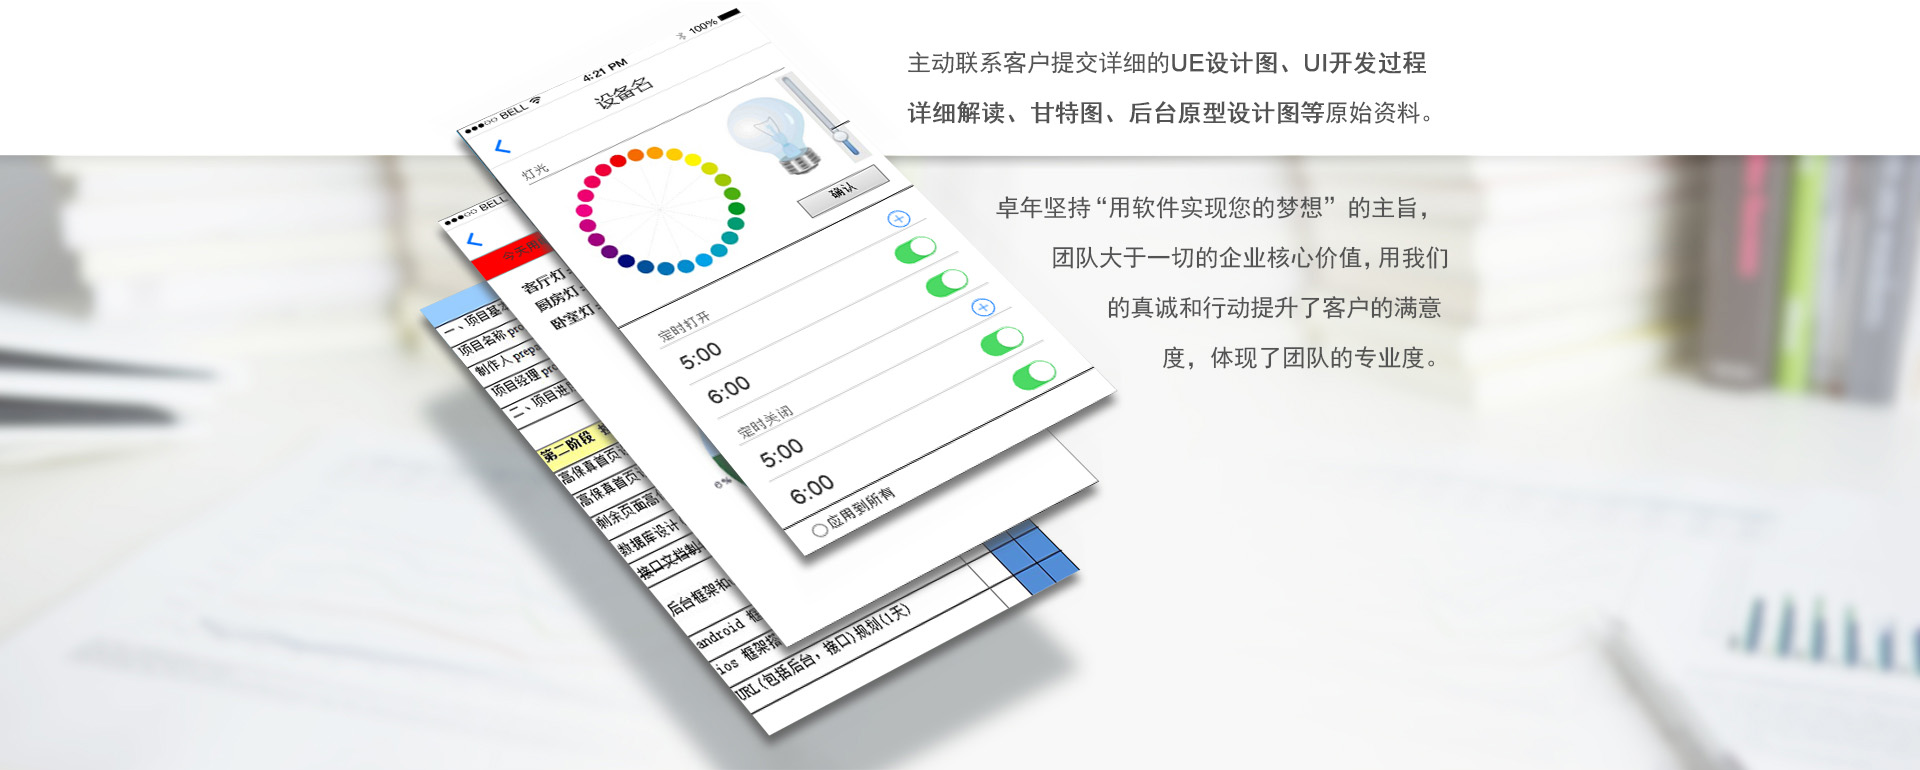 主动联系客户提交详细的UE设计图、UI开发过程
详细解读、甘特图、后台原型设计图等原始资料。
卓年坚持“用软件实现您的梦想”的主旨，
团队大于一切的企业核心价值，用我们
的真诚和行动提升了客户的满意
度，体现了团队的专业度。
BELL
4:21 PM
100%
设备名
灯光
确认
定时打开
5:00
6:00
定时关闭
5:00
6:00
应用到所有
BELL
今天用
客厅灯：
厨房灯：
卧室灯：
6%
一、项目基
项目名称 pro
制作人 prepa
项目经理 pro
二、项目进
第二阶段
高保真首页
高保真首页
剩余页面高
数据库设计
接口文档制
后台框架和
android 框
ios 框架搭
URL(包括后台，接口)规划(1天)